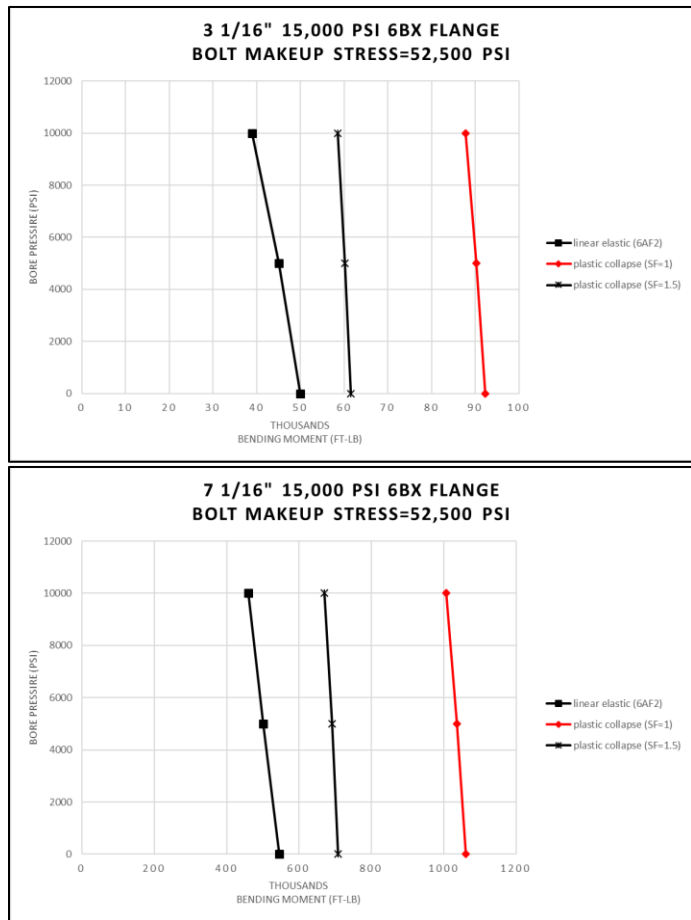 3 1/16" 15,000 PSI 6BX FLANGE
BOLT MAKEUP STRESS=52,500 PSI
12000
10000
8000
6000
4000
2000
0
BORE PRESSURE (PSI)
0 10 20 30 40 50 60 70 80 90 100
THOUSANDS
BENDING MOMENT (FT-LB)
linear elastic (6AF2)
plastic collapse (SF=1)
plastic collapse (SF=1.5)
7 1/16" 15,000 PSI 6BX FLANGE
BOLT MAKEUP STRESS=52,500 PSI
12000
10000
8000
6000
4000
2000
0
BORE PRESSURE (PSI)
0 200 400 600 800 1000 1200
THOUSANDS
BENDING MOMENT (FT-LB)
linear elastic (6AF2)
plastic collapse (SF=1)
plastic collapse (SF=1.5)